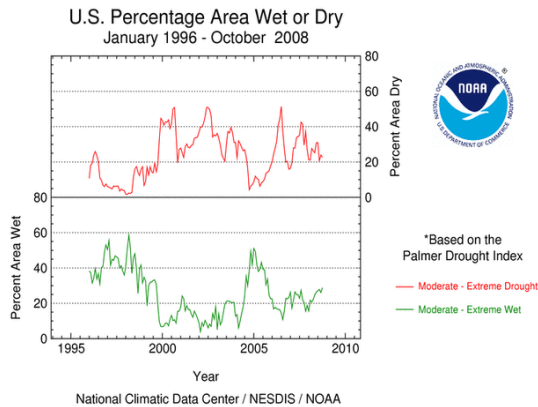 U.S. Percentage Area Wet or Dry
January 1996 - October 2008
80
60
40
20
0
Percent Area Dry
80
60
40
20
0
Percent Area Wet
1995
2000
2005
2010
Year
National Climatic Data Center / NESDIS / NOAA
NATIONAL OCEANIC AND ATMOSPHERIC ADMINISTRATION
®
NOAA
U.S. DEPARTMENT OF COMMERCE
*Based on the
Palmer Drought Index
Moderate - Extreme Drought
Moderate - Extreme Wet